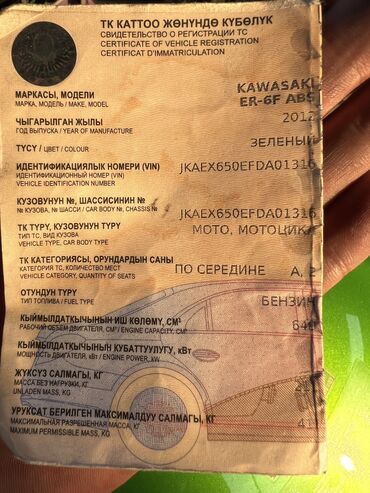 ТК КАТТОО ЖӨНҮНДӨ КҮБӨЛҮК
СВИДЕТЕЛЬСТВО О РЕГИСТРАЦИИ ТС
CERTIFICATE OF VEHICLE REGISTRATION
CERTIFICAT D'IMMATRICULATION
МАРКАСЫ, МОДЕЛИ
МАРКА, МОДЕЛЬ / MAKE, MODEL
KAWASAKI
ER-6F ABS
ЧЫГАРЫЛГАН ЖЫЛЫ
ГОД ВЫПУСКА / YEAR OF MANUFACTURE
2012
ТҮСҮ / ЦВЕТ / COLOUR
ЗЕЛЕНЫЙ
ИДЕНТИФИКАЦИЯЛЫК НОМЕРИ (VIN)
ИДЕНТИФИКАЦИОННЫЙ НОМЕР (VIN)
VEHICLE IDENTIFICATION NUMBER
JKAEX650EFDA01316
КУЗОВУНУН №, ШАССИСИНИН №
№ КУЗОВА, № ШАССИ / CAR BODY №, CHASSIS №
JKAEX650EFDA01316
ТК ТҮРҮ, КУЗОВУНУН ТҮРҮ
ТИП ТС, ВИД КУЗОВА
VEHICLE TYPE, CAR BODY TYPE
МОТО, МОТОЦИКЛ
ТК КАТЕГОРИЯСЫ, ОРУНДАРДЫН САНЫ
КАТЕГОРИЯ ТС, КОЛИЧЕСТВО МЕСТ
VEHICLE CATEGORY, QUANTITY OF SEATS
ПО СЕРЕДИНЕ А, 2
ОТУНДУН ТҮРҮ
ТИП ТОПЛИВА / FUEL TYPE
БЕНЗИН
КЫЙМЫЛДАТКЫЧЫНЫН ИШ КӨЛӨМҮ, СМ³
РАБОЧИЙ ОБЪЕМ ДВИГАТЕЛЯ, СМ³ / ENGINE CAPACITY, СМ³
КЫЙМЫЛДАТКЫЧЫНЫН КУБАТТУУЛУГУ, кВт
МОЩНОСТЬ ДВИГАТЕЛЯ, кВт / ENGINE POWER, кW
ЖҮКСҮЗ САЛМАГЫ, КГ
МАССА БЕЗ НАГРУЗКИ, КГ
UNLADEN MASS, KG
УРУКСАТ БЕРИЛГЕН МАКСИМАЛДУУ САЛМАГЫ, КГ
МАКСИМАЛЬНАЯ РАЗРЕШЕННАЯ МАССА, КГ
MAXIMUM PERMISSIBLE MASS, KG